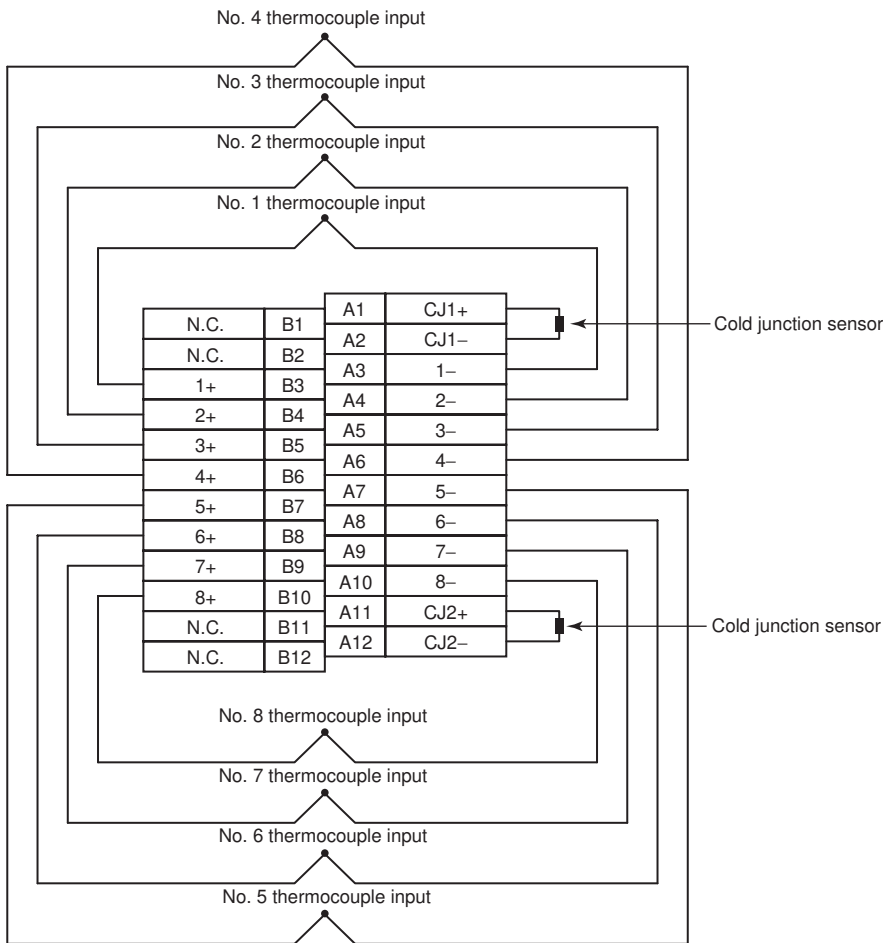 No. 4 thermocouple input
No. 3 thermocouple input
No. 2 thermocouple input
No. 1 thermocouple input
A1 CJ1+
N.C. B1
A2 CJ1−
N.C. B2
A3 1−
1+ B3
A4 2−
2+ B4
A5 3−
3+ B5
A6 4−
4+ B6
A7 5−
5+ B7
A8 6−
6+ B8
A9 7−
7+ B9
A10 8−
8+ B10
A11 CJ2+
N.C. B11
A12 CJ2−
N.C. B12
Cold junction sensor
Cold junction sensor
No. 8 thermocouple input
No. 7 thermocouple input
No. 6 thermocouple input
No. 5 thermocouple input